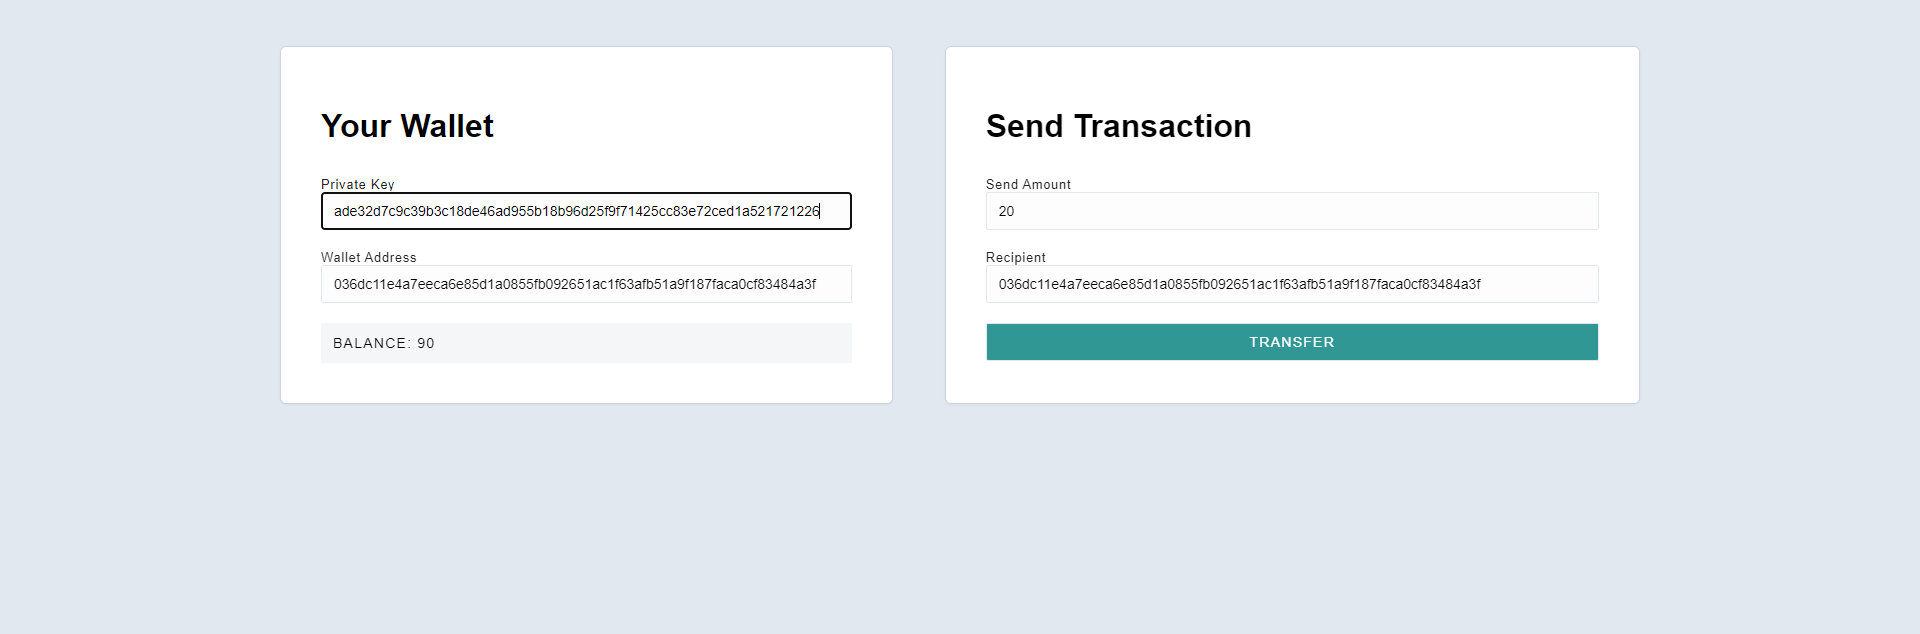 Your Wallet
Private Key
ade32d7c9c39b3c18de46ad955b18b96d25f9f71425cc83e72ced1a521721226
Wallet Address
036dc11e4a7eeca6e85d1a0855fb092651ac1f63afb51a9f187faca0cf83484a3f
BALANCE: 90
Send Transaction
Send Amount
20
Recipient
036dc11e4a7eeca6e85d1a0855fb092651ac1f63afb51a9f187faca0cf83484a3f
TRANSFER